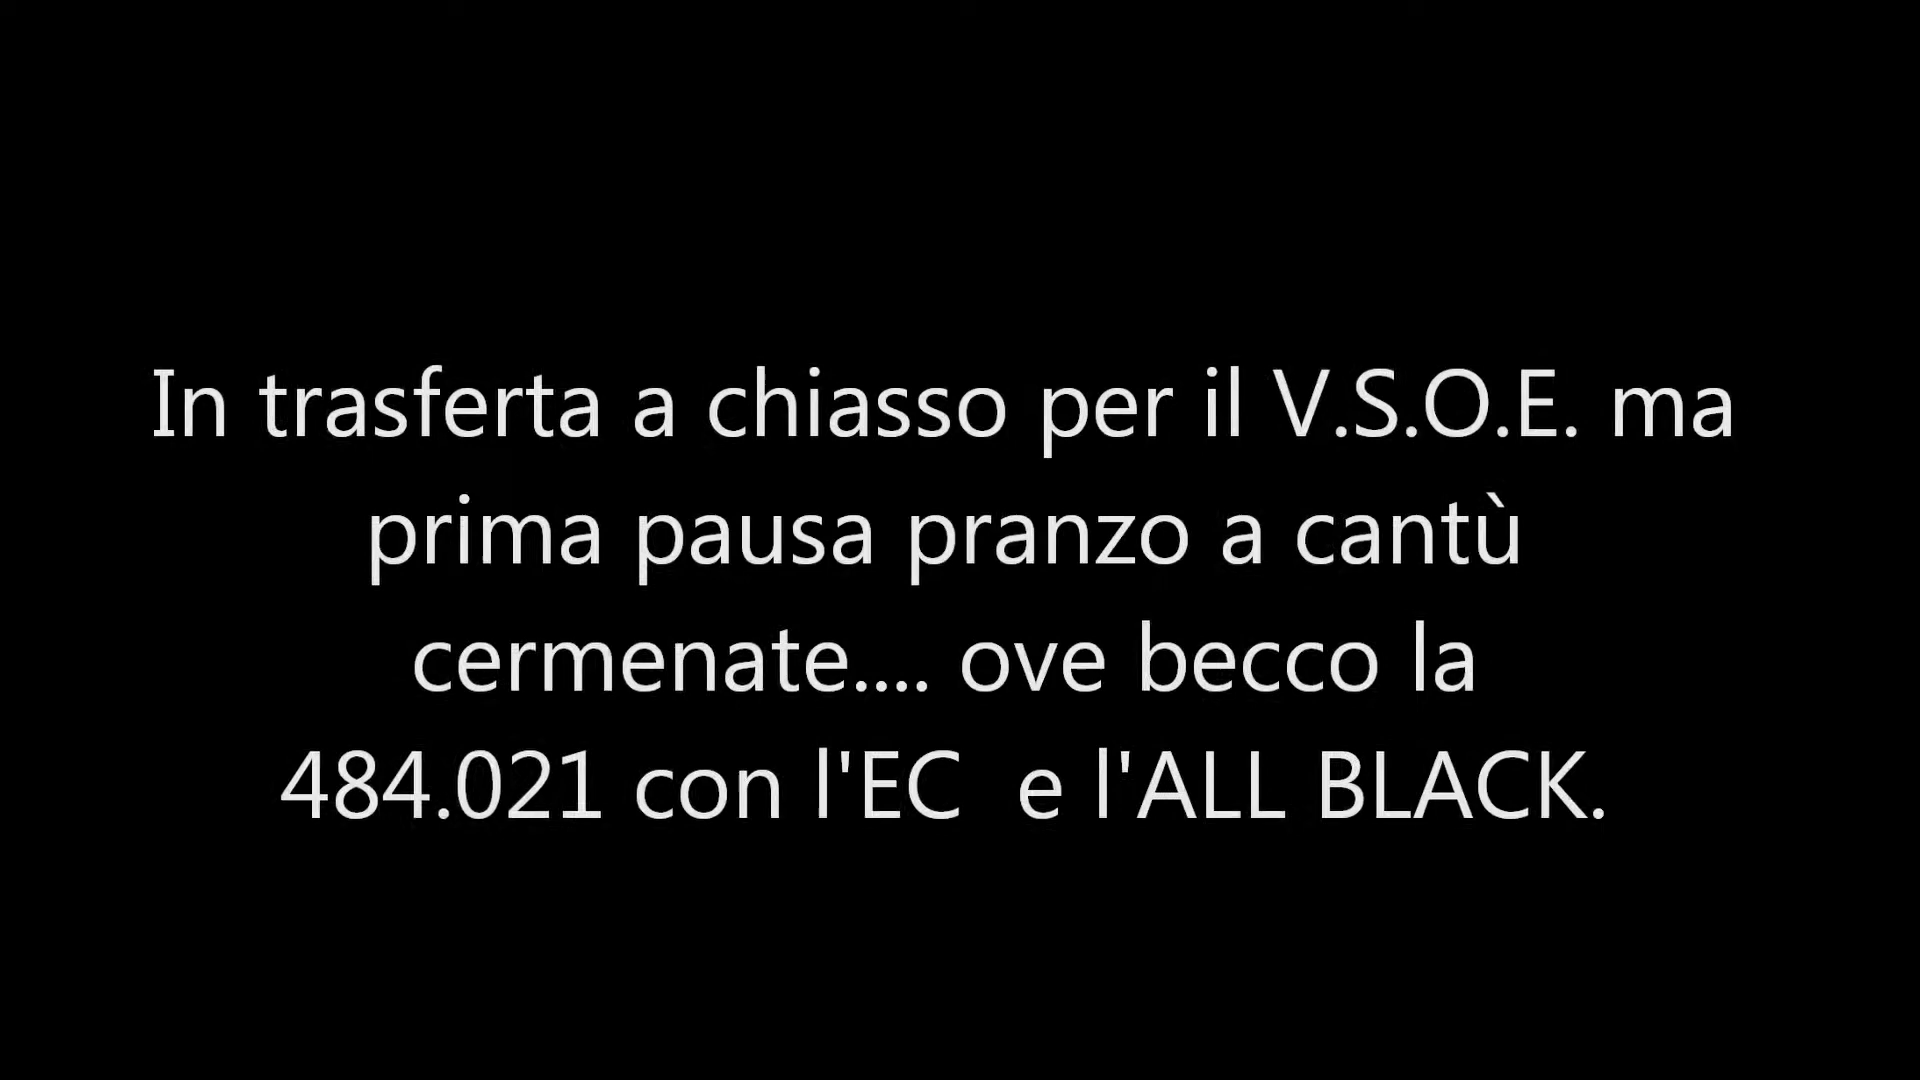 In trasferta a chiasso per il V.S.O.E. ma
prima pausa pranzo a cantù
cermenate.... ove becco la
484.021 con l'EC  e l'ALL BLACK.